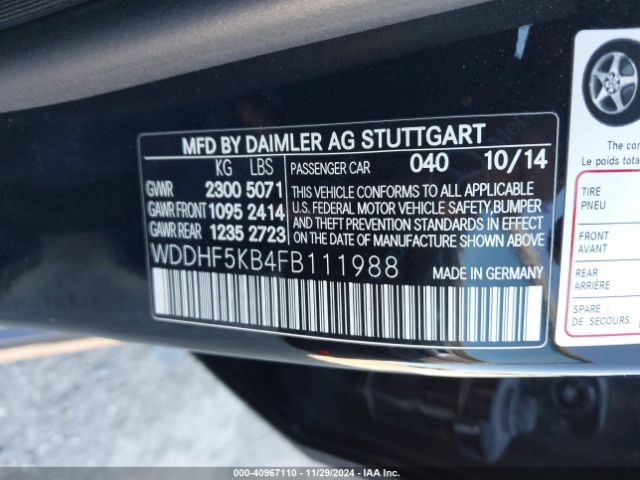 MFD BY DAIMLER AG STUTTGART
KG LBS
GVWR 2300 5071
GAWR FRONT 1095 2414
GAWR REAR 1235 2723
PASSENGER CAR 040 10/14
THIS VEHICLE CONFORMS TO ALL APPLICABLE
U.S. FEDERAL MOTOR VEHICLE SAFETY,BUMPER
AND THEFT PREVENTION STANDARDS IN EFFECT
ON THE DATE OF MANUFACTURE SHOWN ABOVE.
WDDHF5KB4FB111988
MADE IN GERMANY
The
Le poids total
TIRE
PNEU
FRONT
AVANT
REAR
ARRIÈRE
SPARE
DE SECOURS
000-40967110 | 11/29/2024 | IAA Inc.